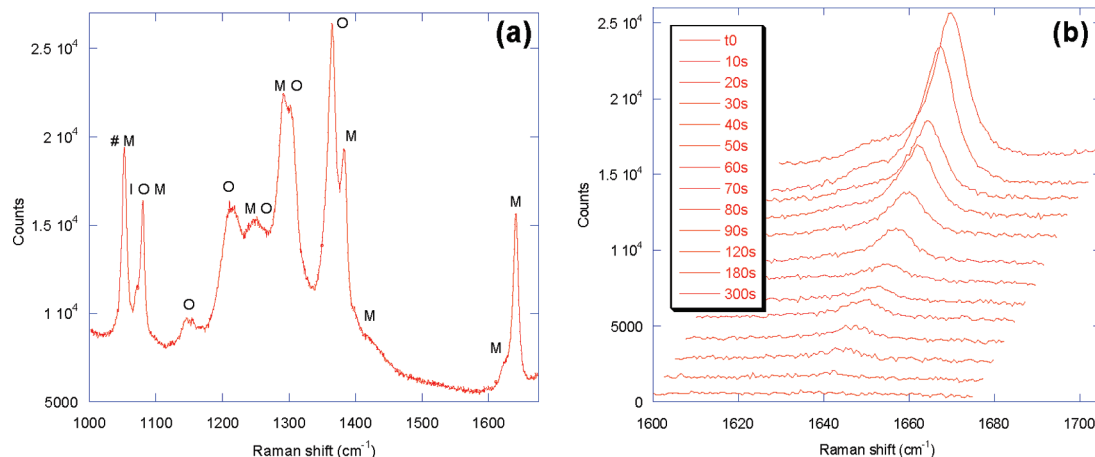 (a)
2.5 10⁴
2 10⁴
1.5 10⁴
1 10⁴
5000
Counts
# M
I O M
O
O
M O
M O
O
M
M
M
M
1000 1100 1200 1300 1400 1500 1600
Raman shift (cm⁻¹)
(b)
2.5 10⁴
2 10⁴
1.5 10⁴
1 10⁴
5000
0
Counts
t0
10s
20s
30s
40s
50s
60s
70s
80s
90s
120s
180s
300s
1600 1620 1640 1660 1680 1700
Raman shift (cm⁻¹)